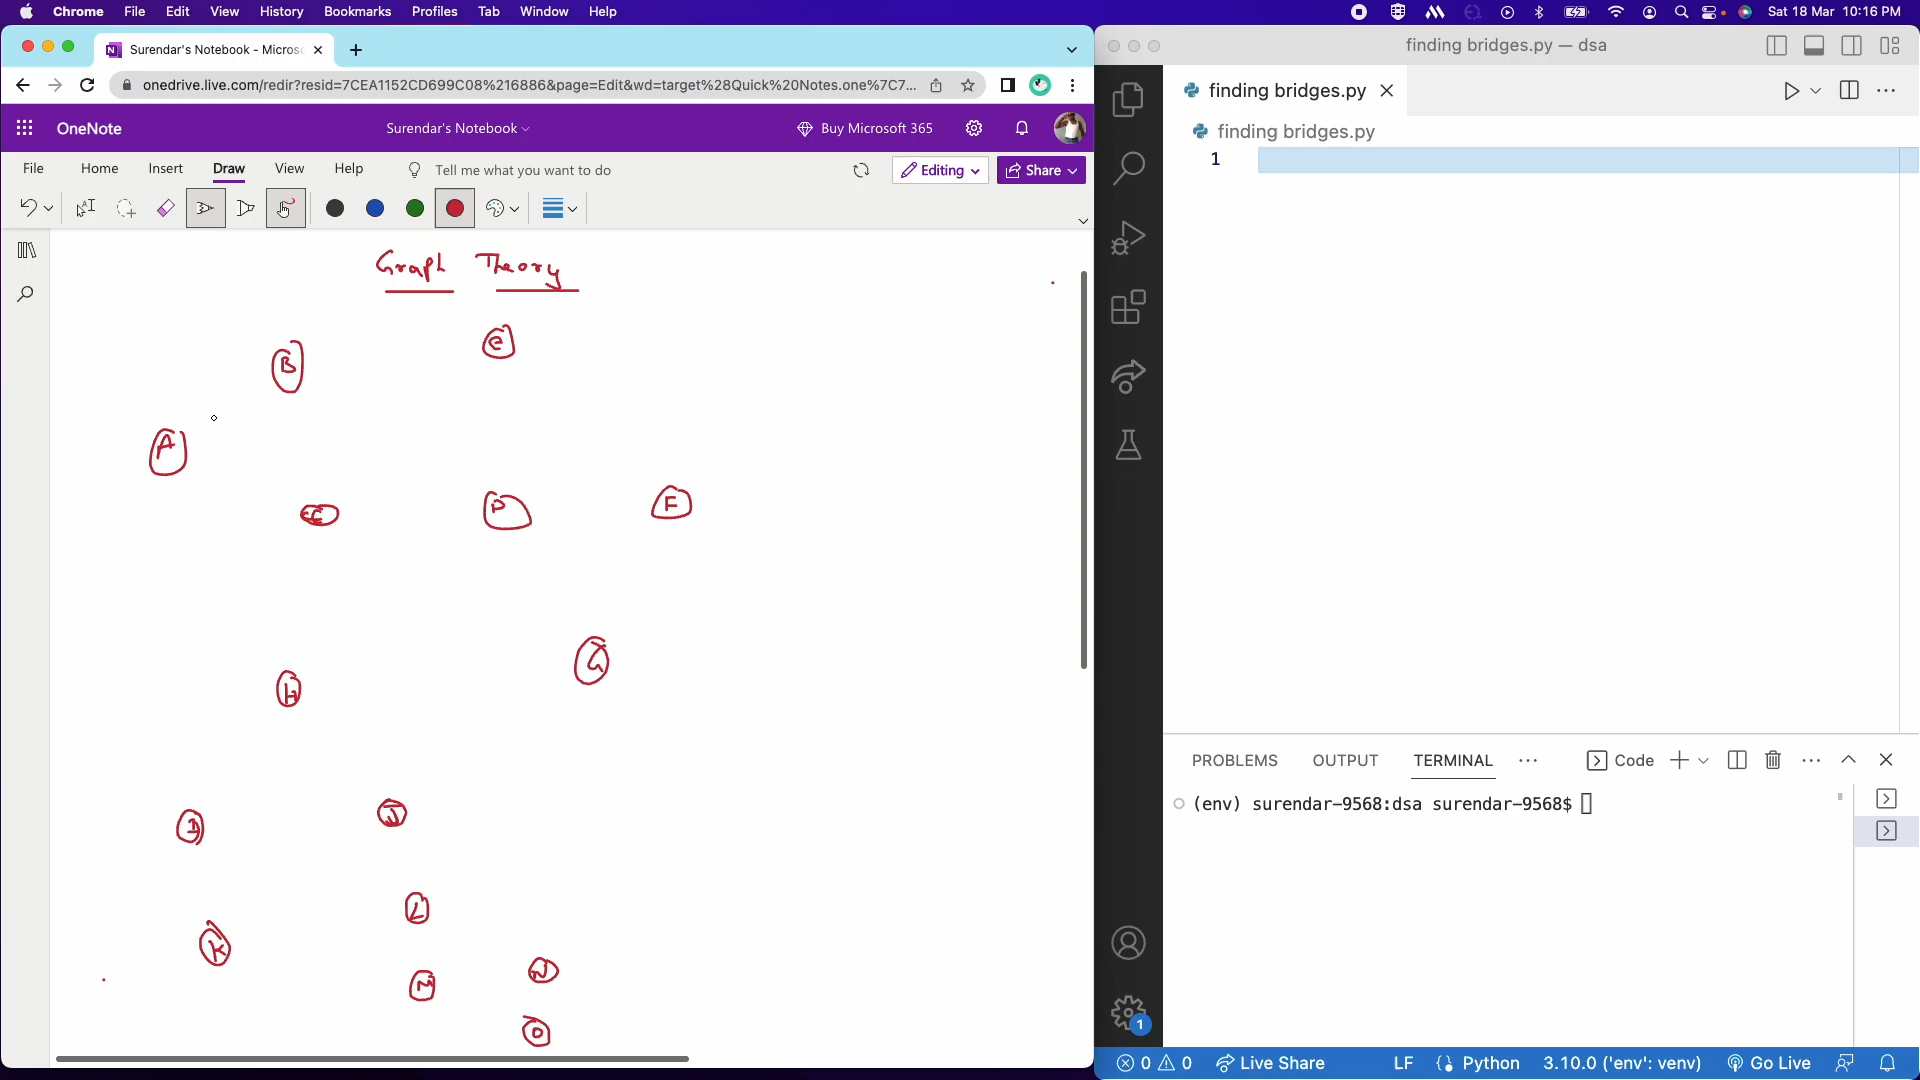 Chrome File Edit View History Bookmarks Profiles Tab Window Help Sat 18 Mar 10:16 PM
Surendar's Notebook - Micros
onedrive.live.com/redir?resid=7CEA1152CD699C08%216886&page=Edit&wd=target%28Quick%20Notes.one%7C7...
OneNote Surendar's Notebook Buy Microsoft 365
File Home Insert Draw View Help Tell me what you want to do Editing Share
Graph Theory
B
E
A
C
D
F
G
H
I
J
L
K
M
N
O
finding bridges.py — dsa
finding bridges.py
finding bridges.py
1
PROBLEMS OUTPUT TERMINAL ... Code
(env) surendar-9568:dsa surendar-9568$
1
0 0 Live Share LF Python 3.10.0 ('env': venv) Go Live